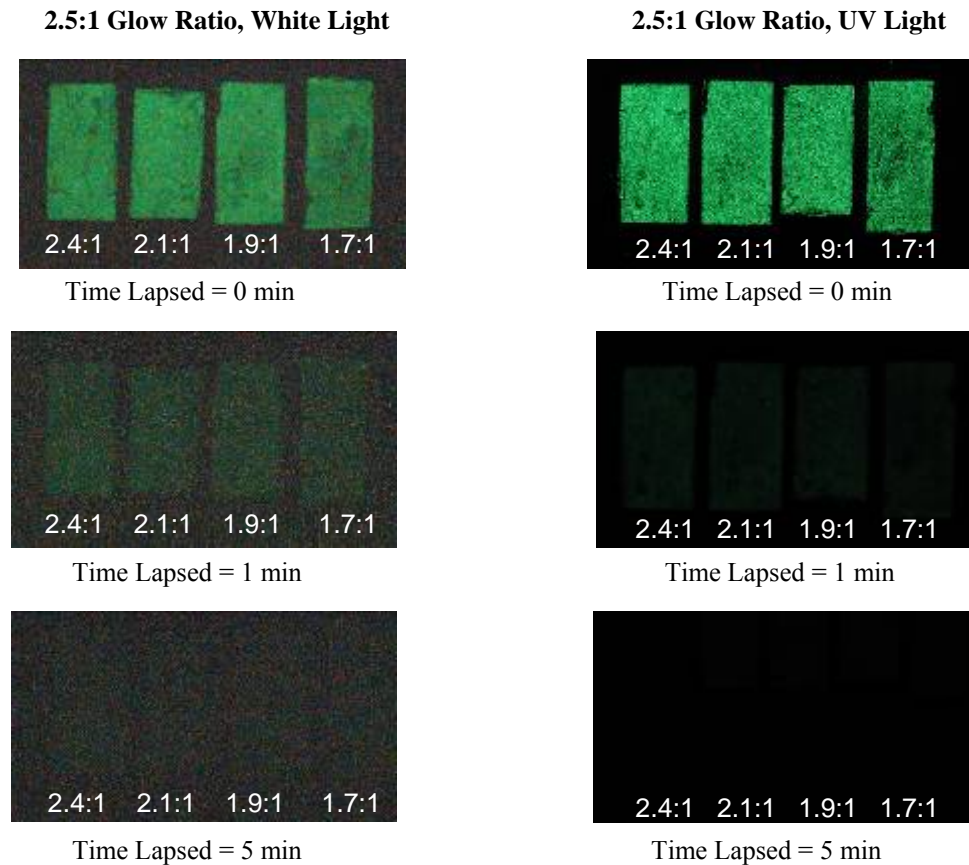 2.5:1 Glow Ratio, White Light
2.5:1 Glow Ratio, UV Light
2.4:1 2.1:1 1.9:1 1.7:1
2.4:1 2.1:1 1.9:1 1.7:1
Time Lapsed = 0 min
Time Lapsed = 0 min
2.4:1 2.1:1 1.9:1 1.7:1
2.4:1 2.1:1 1.9:1 1.7:1
Time Lapsed = 1 min
Time Lapsed = 1 min
2.4:1 2.1:1 1.9:1 1.7:1
2.4:1 2.1:1 1.9:1 1.7:1
Time Lapsed = 5 min
Time Lapsed = 5 min